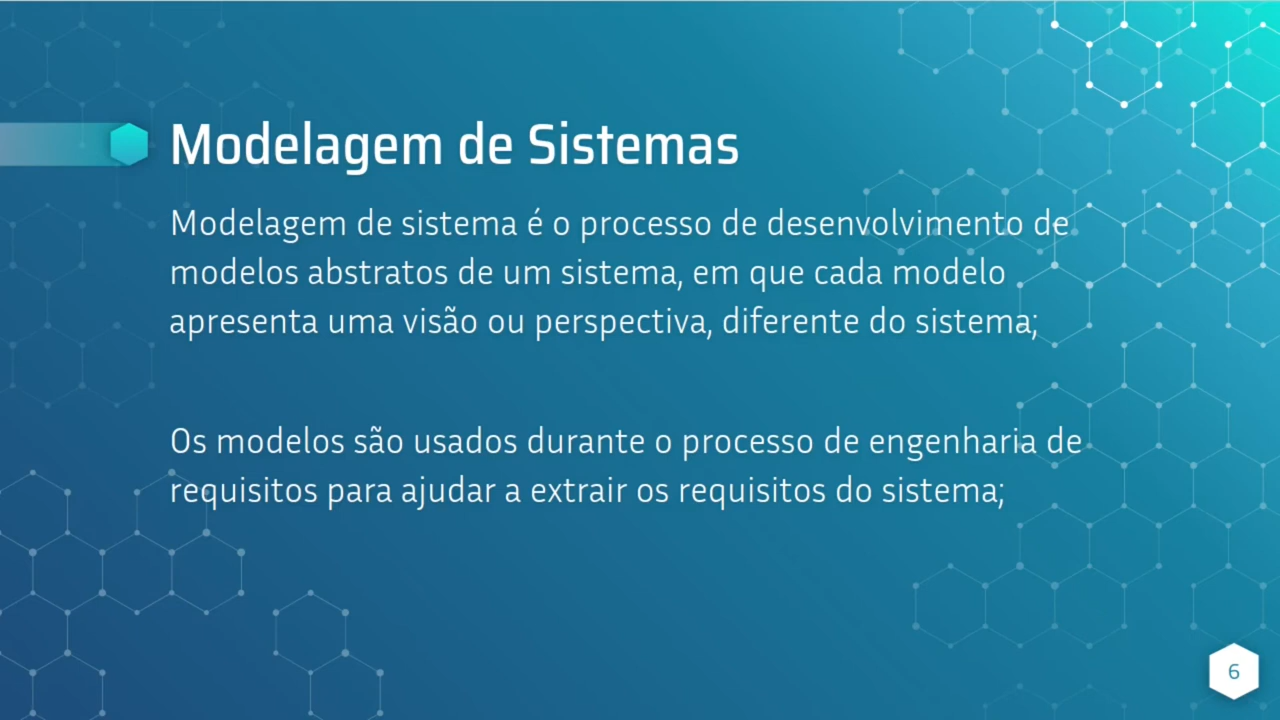 Modelagem de Sistemas
Modelagem de sistema é o processo de desenvolvimento de
modelos abstratos de um sistema, em que cada modelo
apresenta uma visão ou perspectiva, diferente do sistema;
Os modelos são usados durante o processo de engenharia de
requisitos para ajudar a extrair os requisitos do sistema;
6